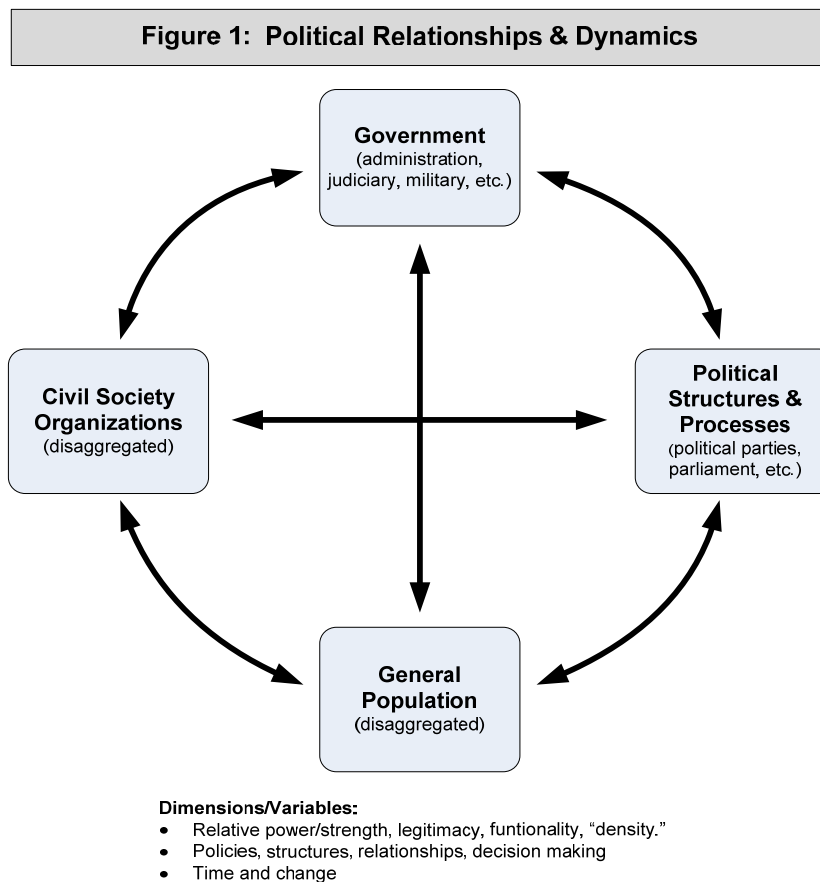 Figure 1: Political Relationships & Dynamics
Government
(administration,
judiciary, military, etc.)
Civil Society
Organizations
(disaggregated)
Political
Structures &
Processes
(political parties,
parliament, etc.)
General
Population
(disaggregated)
Dimensions/Variables:
• Relative power/strength, legitimacy, funtionality, “density.”
• Policies, structures, relationships, decision making
• Time and change